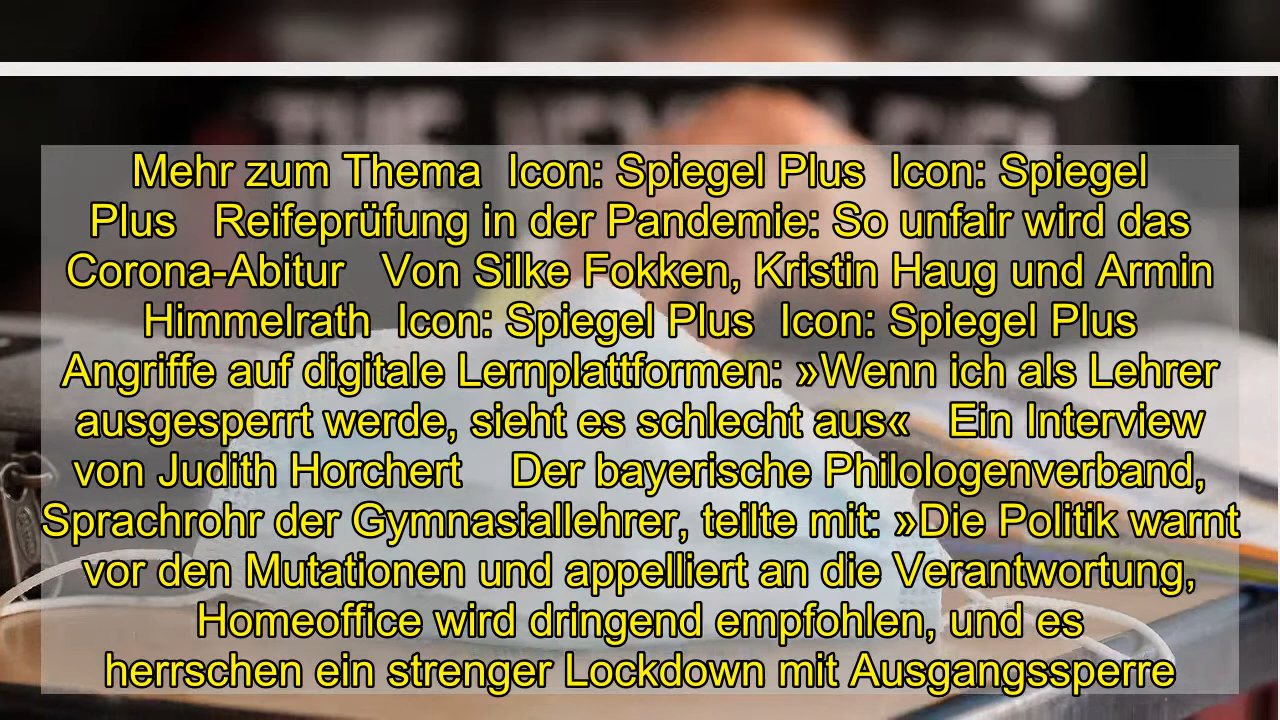 Mehr zum Thema Icon: Spiegel Plus Icon: Spiegel
Plus Reifeprüfung in der Pandemie: So unfair wird das
Corona-Abitur Von Silke Fokken, Kristin Haug und Armin
Himmelrath Icon: Spiegel Plus Icon: Spiegel Plus
Angriffe auf digitale Lernplattformen: »Wenn ich als Lehrer
ausgesperrt werde, sieht es schlecht aus« Ein Interview
von Judith Horchert Der bayerische Philologenverband,
Sprachrohr der Gymnasiallehrer, teilte mit: »Die Politik warnt
vor den Mutationen und appelliert an die Verantwortung,
Homeoffice wird dringend empfohlen, und es
herrschen ein strenger Lockdown mit Ausgangssperre